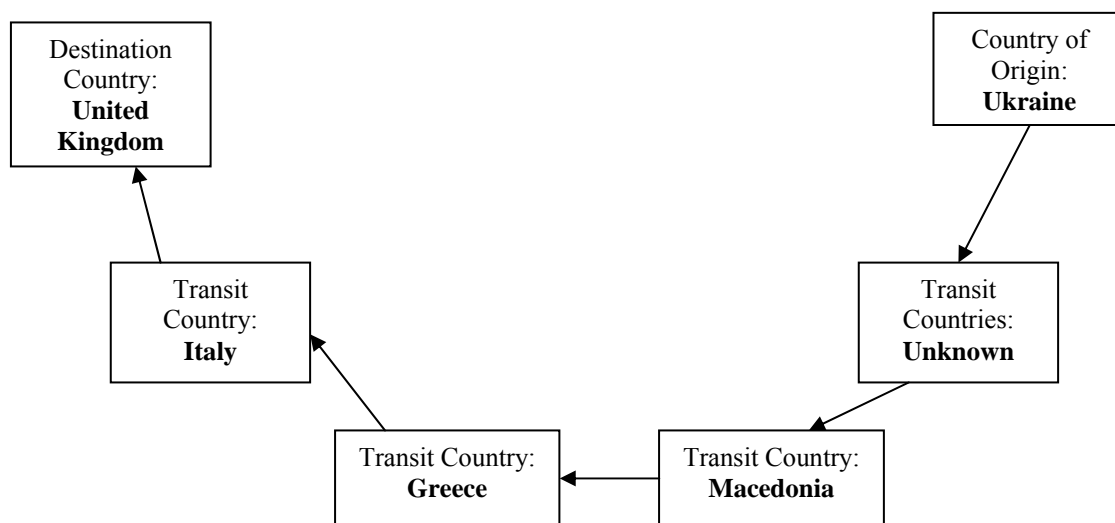 Destination
Country:
United
Kingdom
Country of
Origin:
Ukraine
Transit
Country:
Italy
Transit
Countries:
Unknown
Transit Country:
Greece
Transit Country:
Macedonia